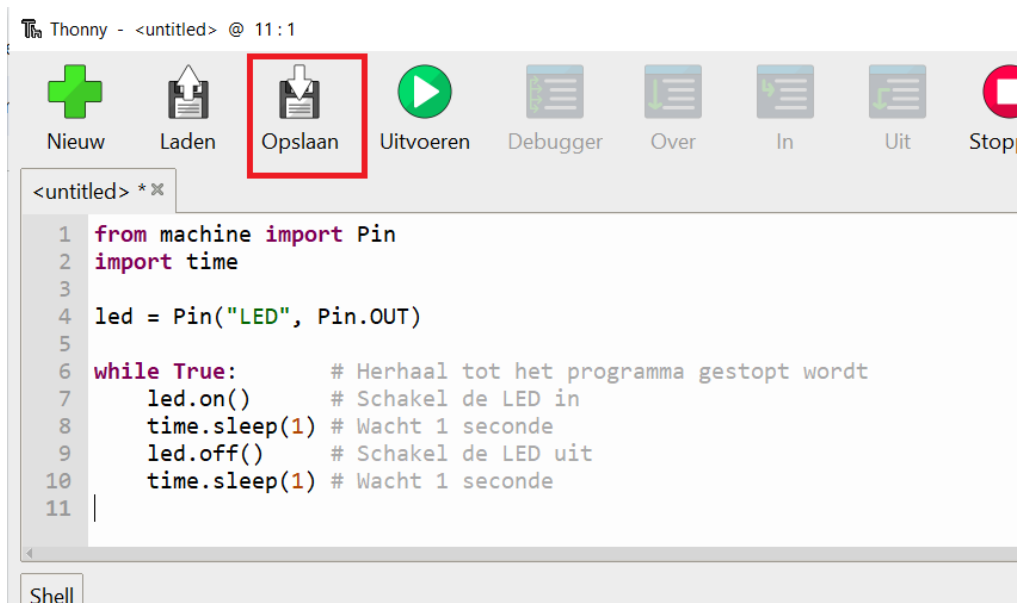 Thonny - <untitled> @ 11 : 1
Nieuw Laden Opslaan Uitvoeren Debugger Over In Uit Stop
<untitled> *
1 from machine import Pin
2 import time
3
4 led = Pin("LED", Pin.OUT)
5
6 while True:       # Herhaal tot het programma gestopt wordt
7     led.on()      # Schakel de LED in
8     time.sleep(1) # Wacht 1 seconde
9     led.off()     # Schakel de LED uit
10     time.sleep(1) # Wacht 1 seconde
11
Shell